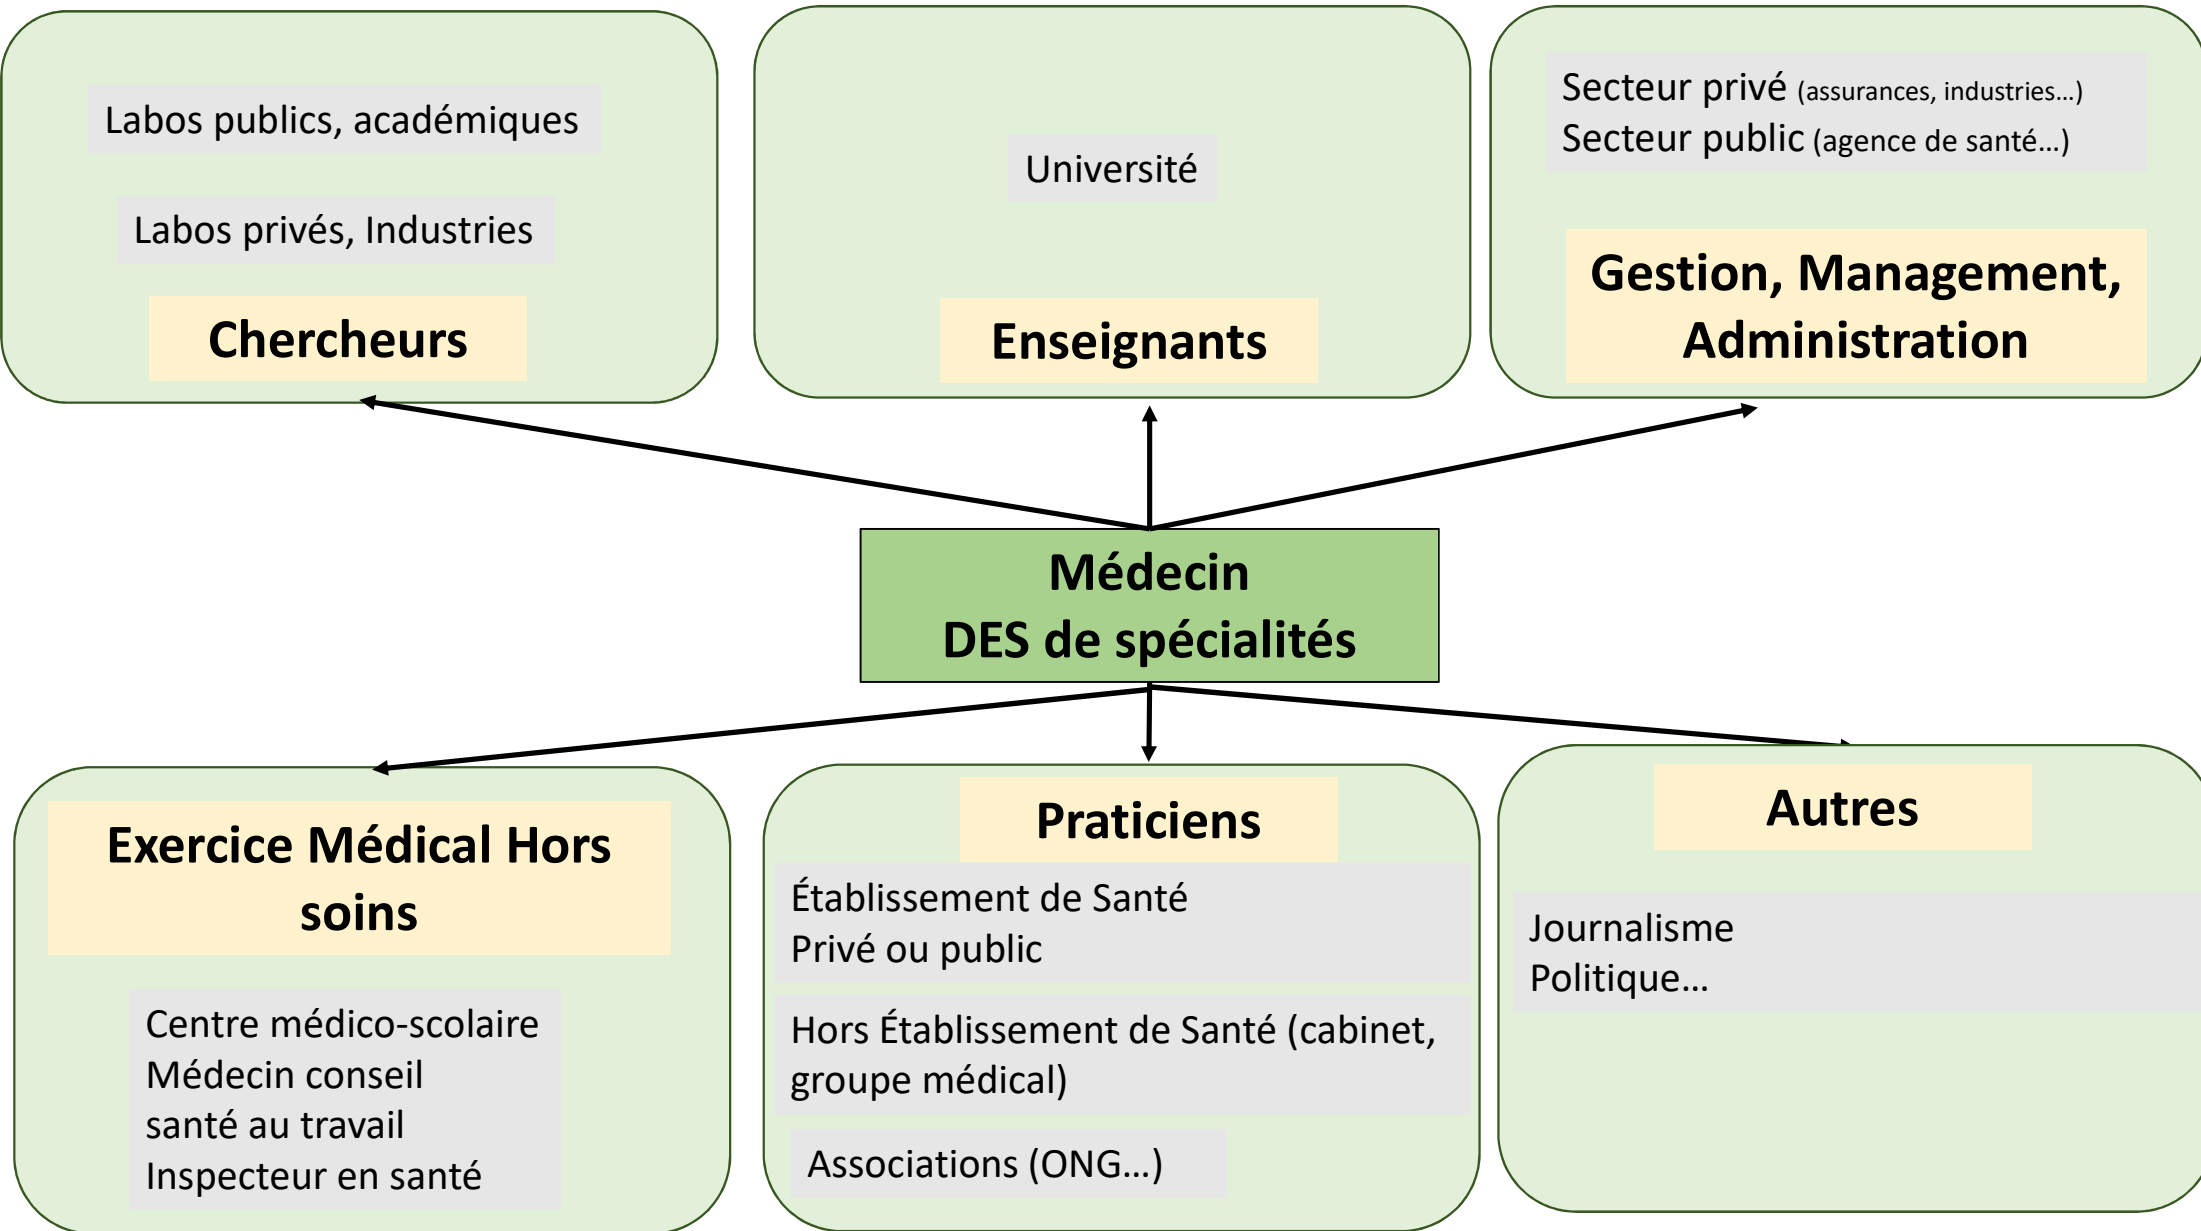 Labos publics, académiques
Labos privés, Industries
Chercheurs
Université
Enseignants
Secteur privé (assurances, industries…)
Secteur public (agence de santé…)
Gestion, Management,
Administration
Médecin
DES de spécialités
Exercice Médical Hors
soins
Centre médico-scolaire
Médecin conseil
santé au travail
Inspecteur en santé
Praticiens
Établissement de Santé
Privé ou public
Hors Établissement de Santé (cabinet,
groupe médical)
Associations (ONG…)
Autres
Journalisme
Politique…